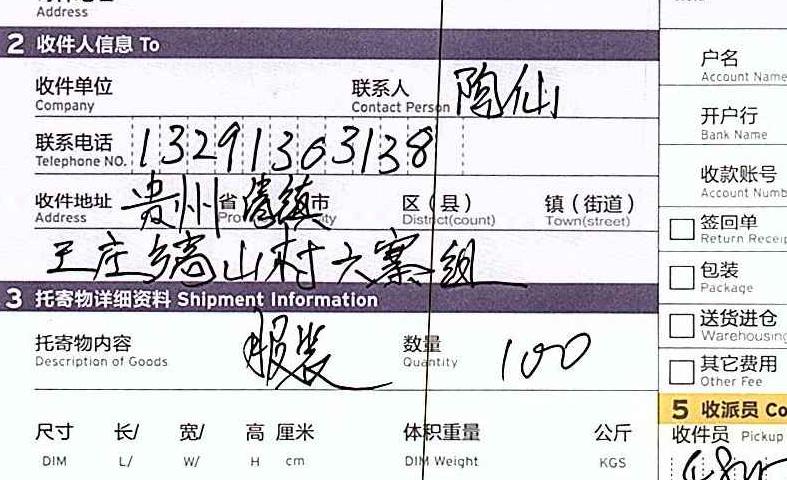 Address
2 收件人信息 To
收件单位 联系人 陶仙
Company Contact Person
联系电话 13291363138
Telephone NO.
收件地址 贵州 省 镇 市 区（县） 镇（街道）
Address Province City District(count) Town(street)
王庄乡 山村六寨组
3 托寄物详细资料 Shipment Information
托寄物内容 服装 数量 100
Description of Goods Quantity
尺寸 长/ 宽/ 高 厘米 体积重量 公斤
DIM L/ W/ H cm DIM Weight KGS
户名
Account Name
开户行
Bank Name
收款账号
Account Numb
签回单
Return Receip
包装
Package
送货进仓
Warehousing
其它费用
Other Fee
5 收派员 Co
收件员 Pickup